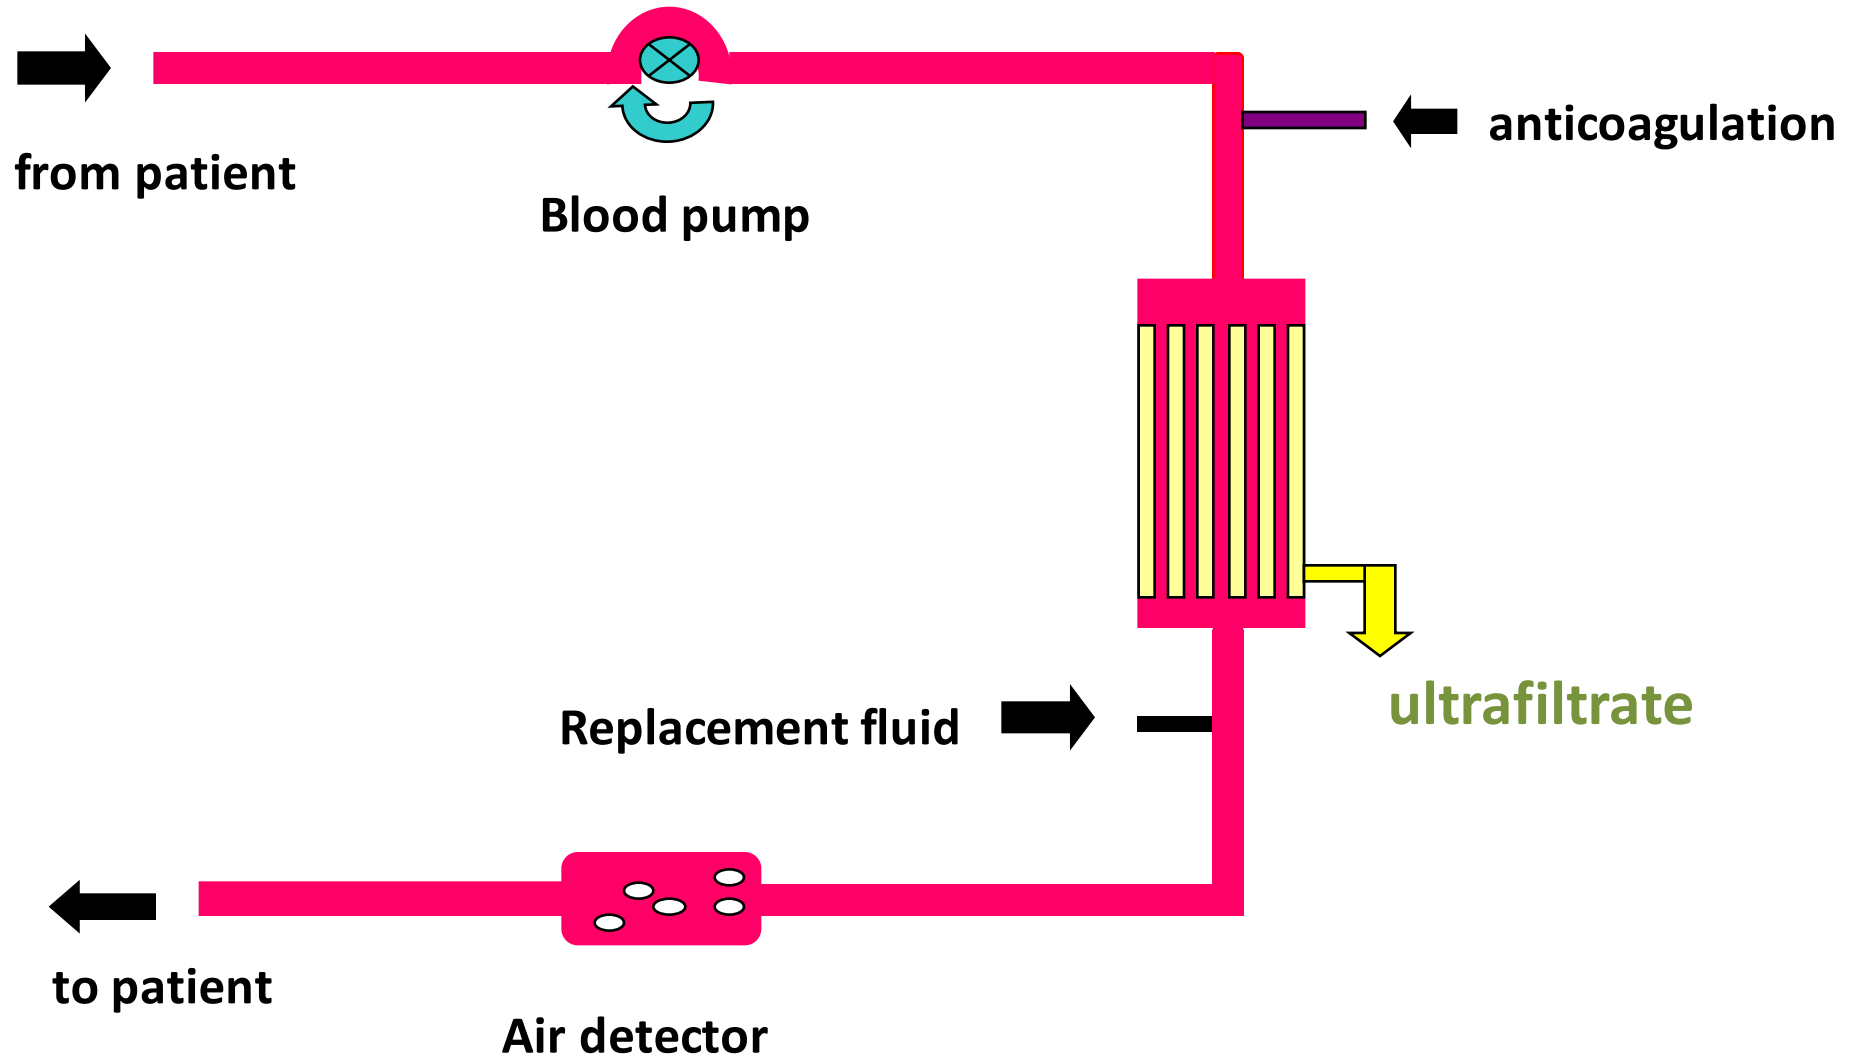 anticoagulation
from patient
Blood pump
ultrafiltrate
Replacement fluid
to patient
Air detector